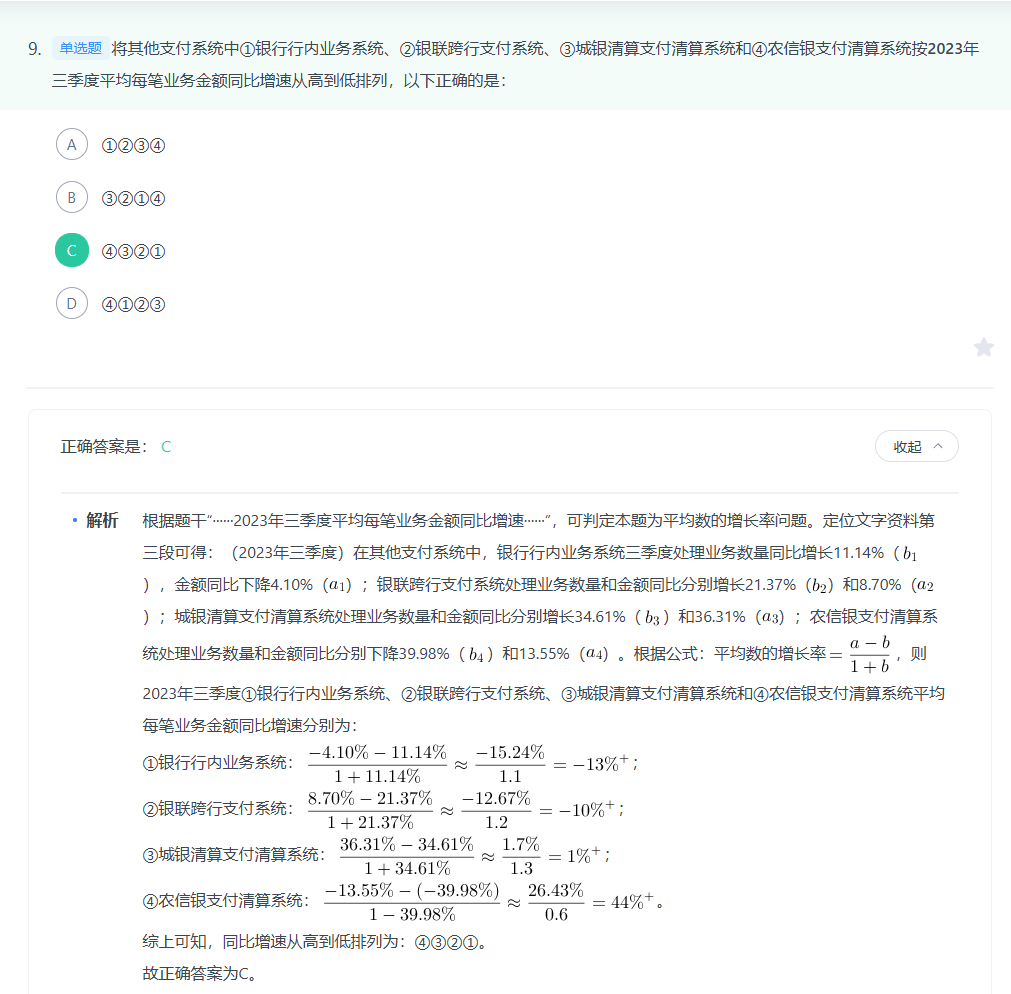 9. 单选题 将其他支付系统中①银行行内业务系统、②银联跨行支付系统、③城银清算支付清算系统和④农信银支付清算系统按2023年
三季度平均每笔业务金额同比增速从高到低排列，以下正确的是：
A ①②③④
B ③②①④
C ④③②①
D ④①②③
正确答案是： C 收起
• 解析 根据题干“······2023年三季度平均每笔业务金额同比增速······”，可判定本题为平均数的增长率问题。定位文字资料第
三段可得：（2023年三季度）在其他支付系统中，银行行内业务系统三季度处理业务数量同比增长11.14%（b₁
），金额同比下降4.10%（a₁）；银联跨行支付系统处理业务数量和金额同比分别增长21.37%（b₂）和8.70%（a₂
）；城银清算支付清算系统处理业务数量和金额同比分别增长34.61%（b₃）和36.31%（a₃）；农信银支付清算系
统处理业务数量和金额同比分别下降39.98%（b₄）和13.55%（a₄）。根据公式：平均数的增长率＝(a − b)/(1 + b)，则
2023年三季度①银行行内业务系统、②银联跨行支付系统、③城银清算支付清算系统和④农信银支付清算系统平均
每笔业务金额同比增速分别为：
①银行行内业务系统：(−4.10% − 11.14%)/(1 + 11.14%) ≈ (−15.24%)/1.1 = −13%⁺；
②银联跨行支付系统：(8.70% − 21.37%)/(1 + 21.37%) ≈ (−12.67%)/1.2 = −10%⁺；
③城银清算支付清算系统：(36.31% − 34.61%)/(1 + 34.61%) ≈ 1.7%/1.3 = 1%⁺；
④农信银支付清算系统：(−13.55% − (−39.98%))/(1 − 39.98%) ≈ 26.43%/0.6 = 44%⁺。
综上可知，同比增速从高到低排列为：④③②①。
故正确答案为C。